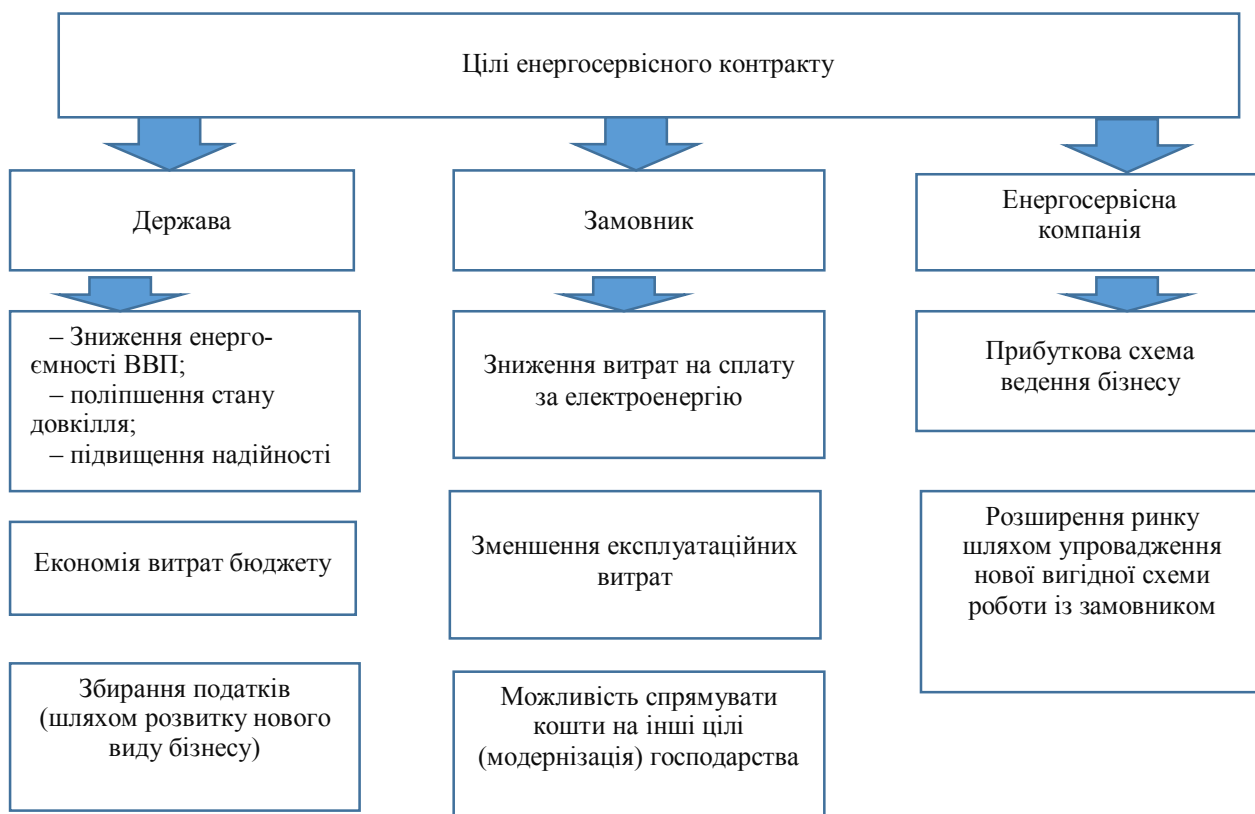 Цілі енергосервісного контракту
Держава
Замовник
Енергосервісна
компанія
– Зниження енерго-
ємності ВВП;
– поліпшення стану
довкілля;
– підвищення надійності
Зниження витрат на сплату
за електроенергію
Прибуткова схема
ведення бізнесу
Економія витрат бюджету
Зменшення експлуатаційних
витрат
Розширення ринку
шляхом упровадження
нової вигідної схеми
роботи із замовником
Збирання податків
(шляхом розвитку нового
виду бізнесу)
Можливість спрямувати
кошти на інші цілі
(модернізація) господарства